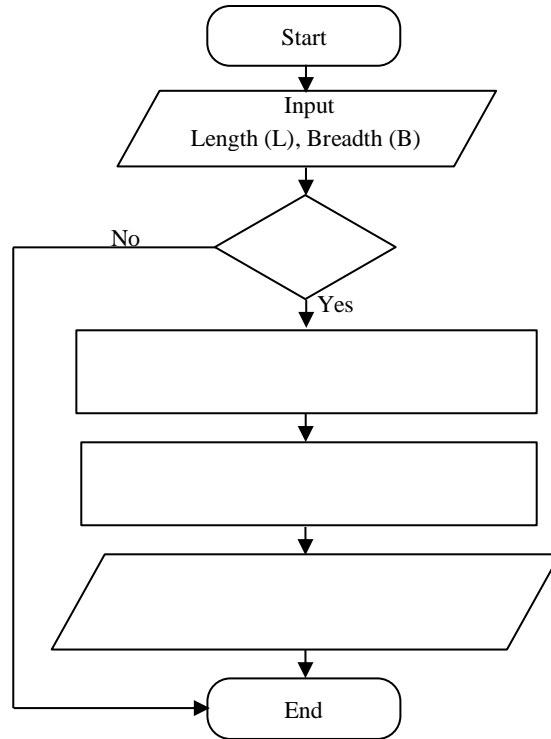 Start
Input
Length (L), Breadth (B)
No
Yes
End